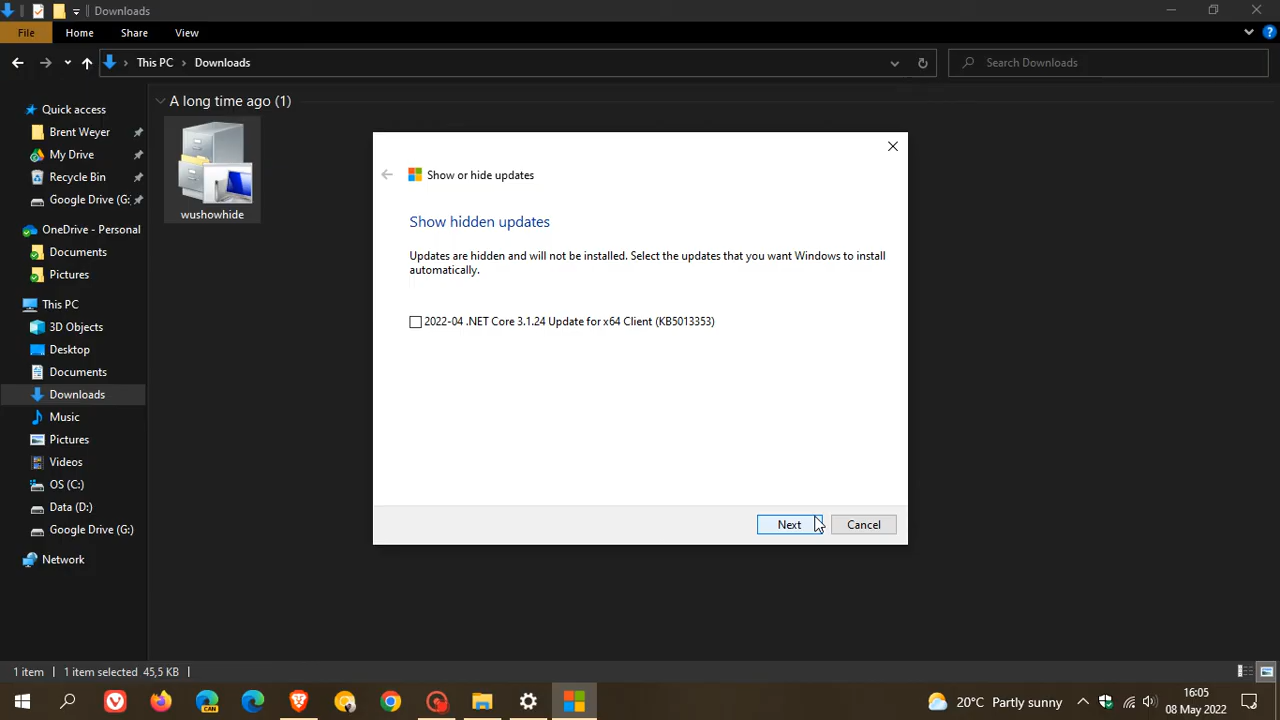 Downloads
File
Home
Share
View
This PC
Downloads
Search Downloads
Quick access
Brent Weyer
My Drive
Recycle Bin
Google Drive (G:
OneDrive - Personal
Documents
Pictures
This PC
3D Objects
Desktop
Documents
Downloads
Music
Pictures
Videos
OS (C:)
Data (D:)
Google Drive (G:)
Network
A long time ago (1)
wushowhide
Show or hide updates
Show hidden updates
Updates are hidden and will not be installed. Select the updates that you want Windows to install
automatically.
2022-04 .NET Core 3.1.24 Update for x64 Client (KB5013353)
Next
Cancel
1 item
1 item selected 45,5 KB
CAN
20°C Partly sunny
16:05
08 May 2022